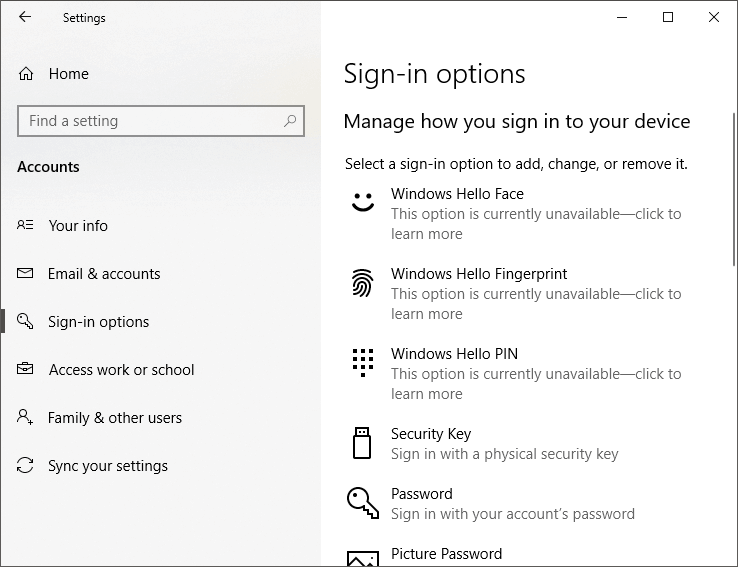 Settings
Home
Find a setting
Accounts
Your info
Email & accounts
Sign-in options
Access work or school
Family & other users
Sync your settings
Sign-in options
Manage how you sign in to your device
Select a sign-in option to add, change, or remove it.
Windows Hello Face
This option is currently unavailable—click to
learn more
Windows Hello Fingerprint
This option is currently unavailable—click to
learn more
Windows Hello PIN
This option is currently unavailable—click to
learn more
Security Key
Sign in with a physical security key
Password
Sign in with your account’s password
Picture Password